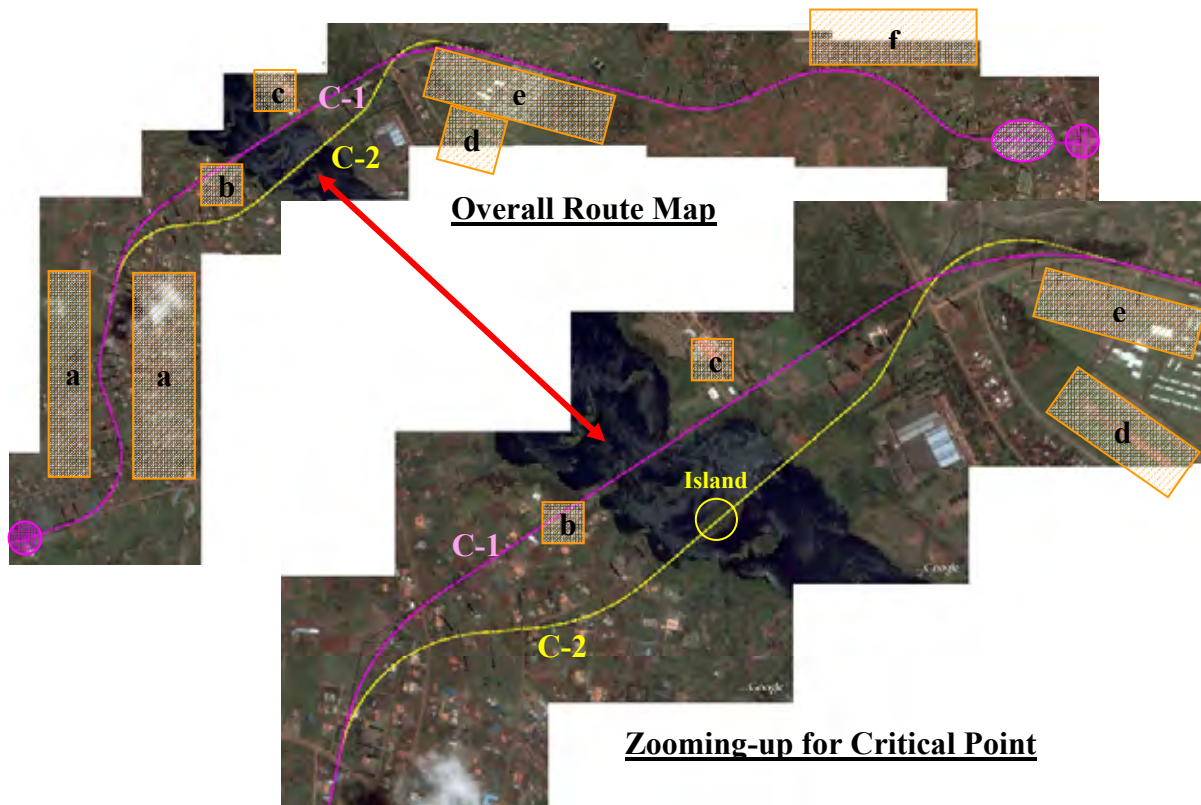 f
c
C-1
e
C-2
d
b
Overall Route Map
a
a
e
c
d
Island
b
C-1
...Google
C-2
...Google
Zooming-up for Critical Point